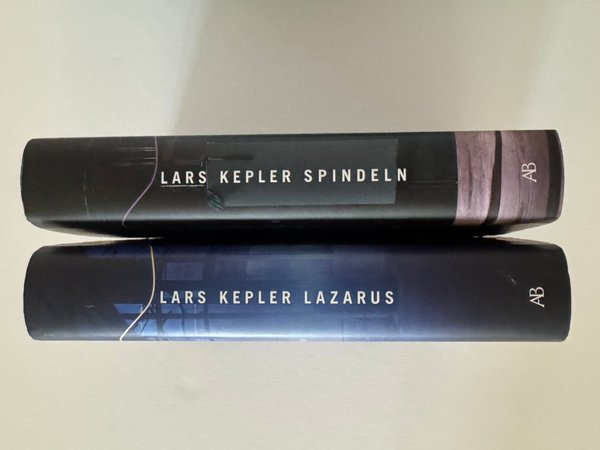 LARS KEPLER SPINDELN AB
LARS KEPLER LAZARUS AB